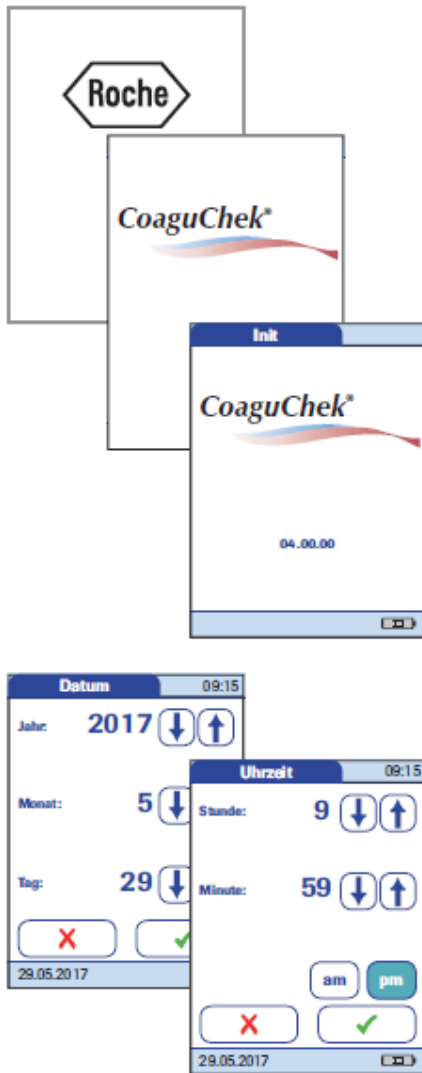 Roche
CoaguChek®
Init
CoaguChek®
04.00.00
Datum 09:15
Jahr: 2017
Monat: 5
Tag: 29
29.05.2017
Uhrzeit 09:15
Stunde: 9
Minute: 59
am pm
29.05.2017